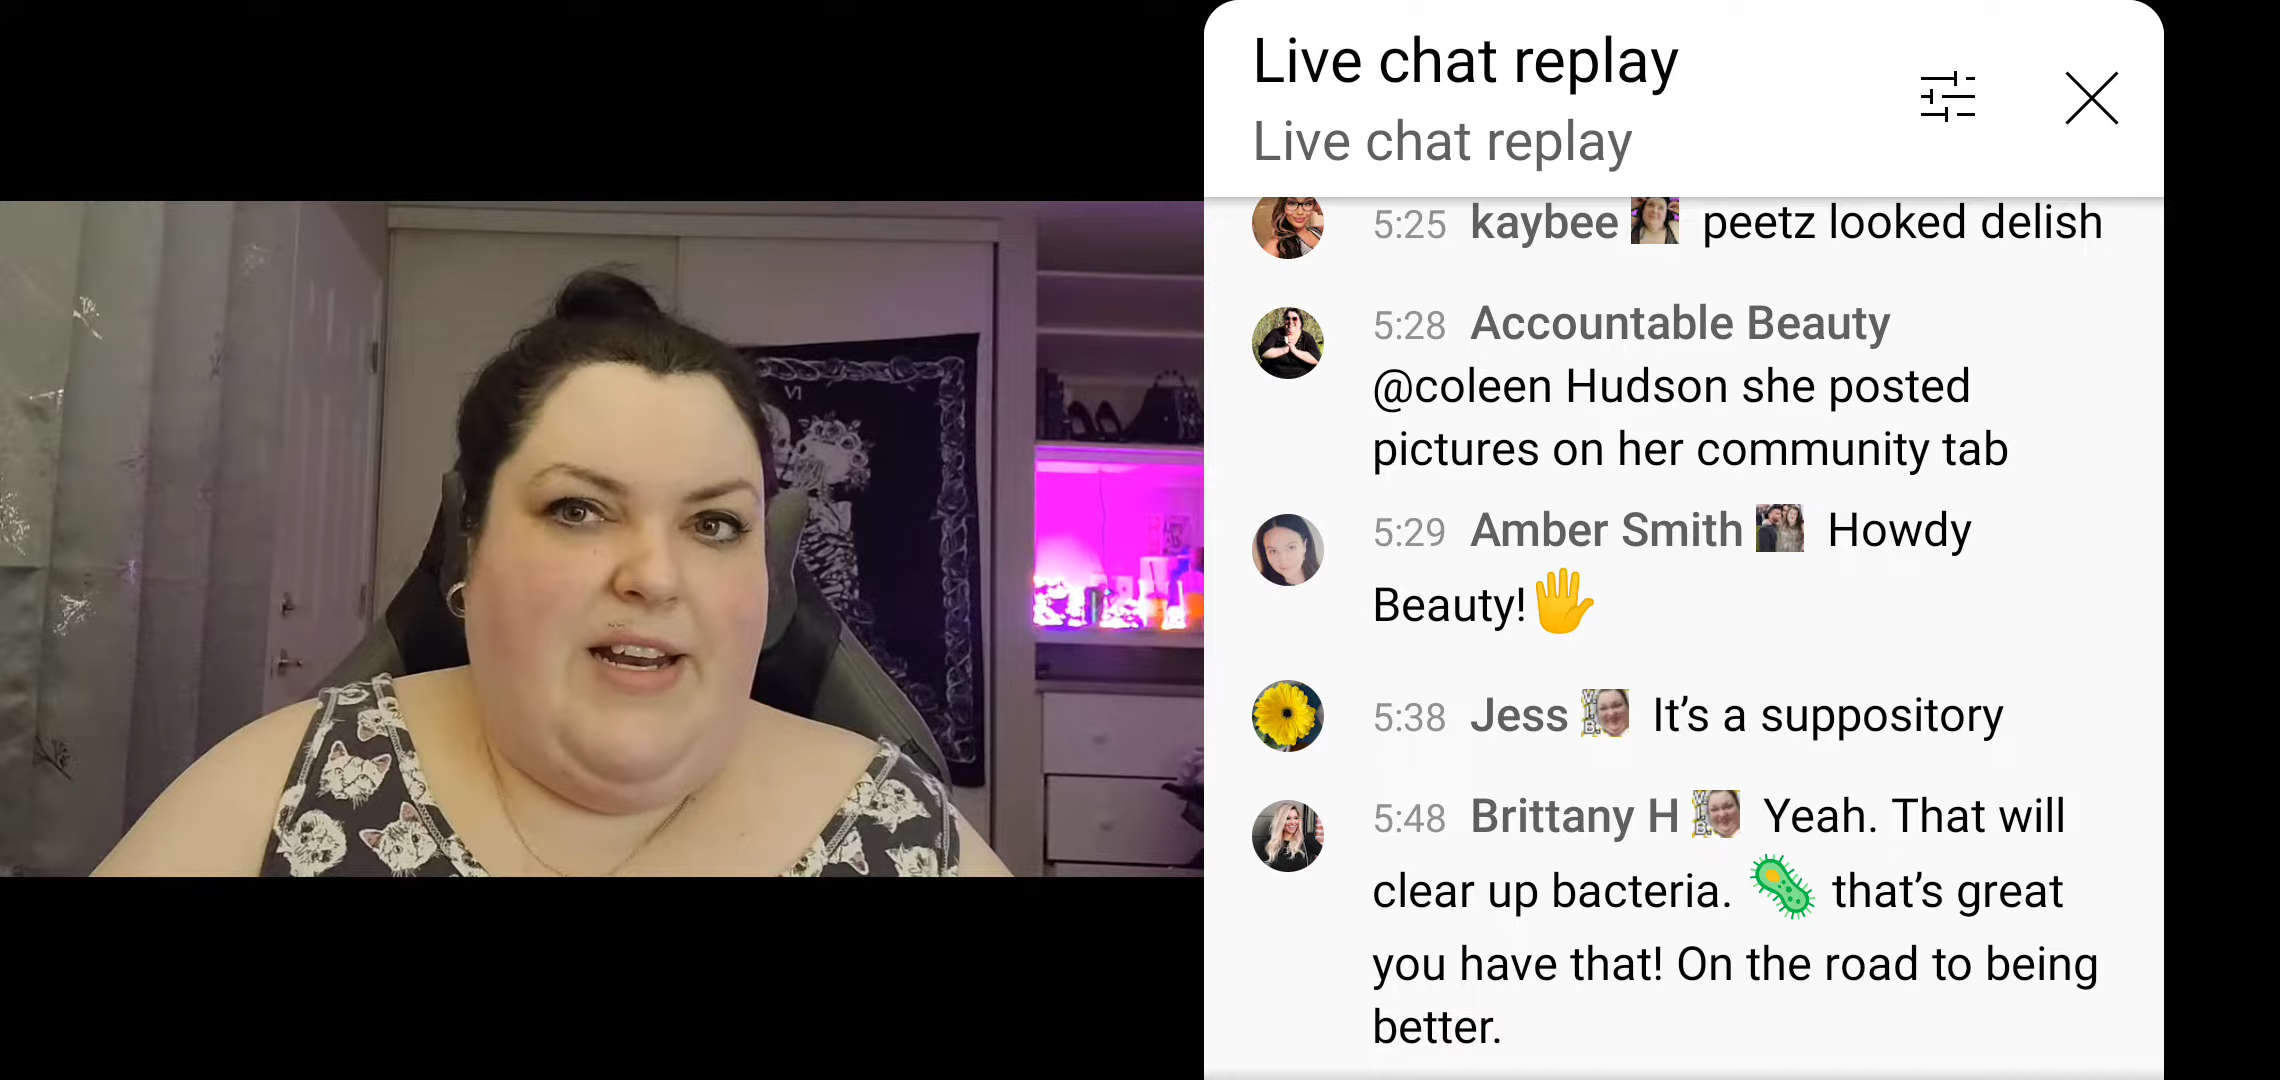 Live chat replay
Live chat replay
5:25 kaybee peetz looked delish
5:28 Accountable Beauty
@coleen Hudson she posted
pictures on her community tab
5:29 Amber Smith Howdy
Beauty!🖐
5:38 Jess It’s a suppository
5:48 Brittany H Yeah. That will
clear up bacteria. 🦠 that’s great
you have that! On the road to being
better.
VI